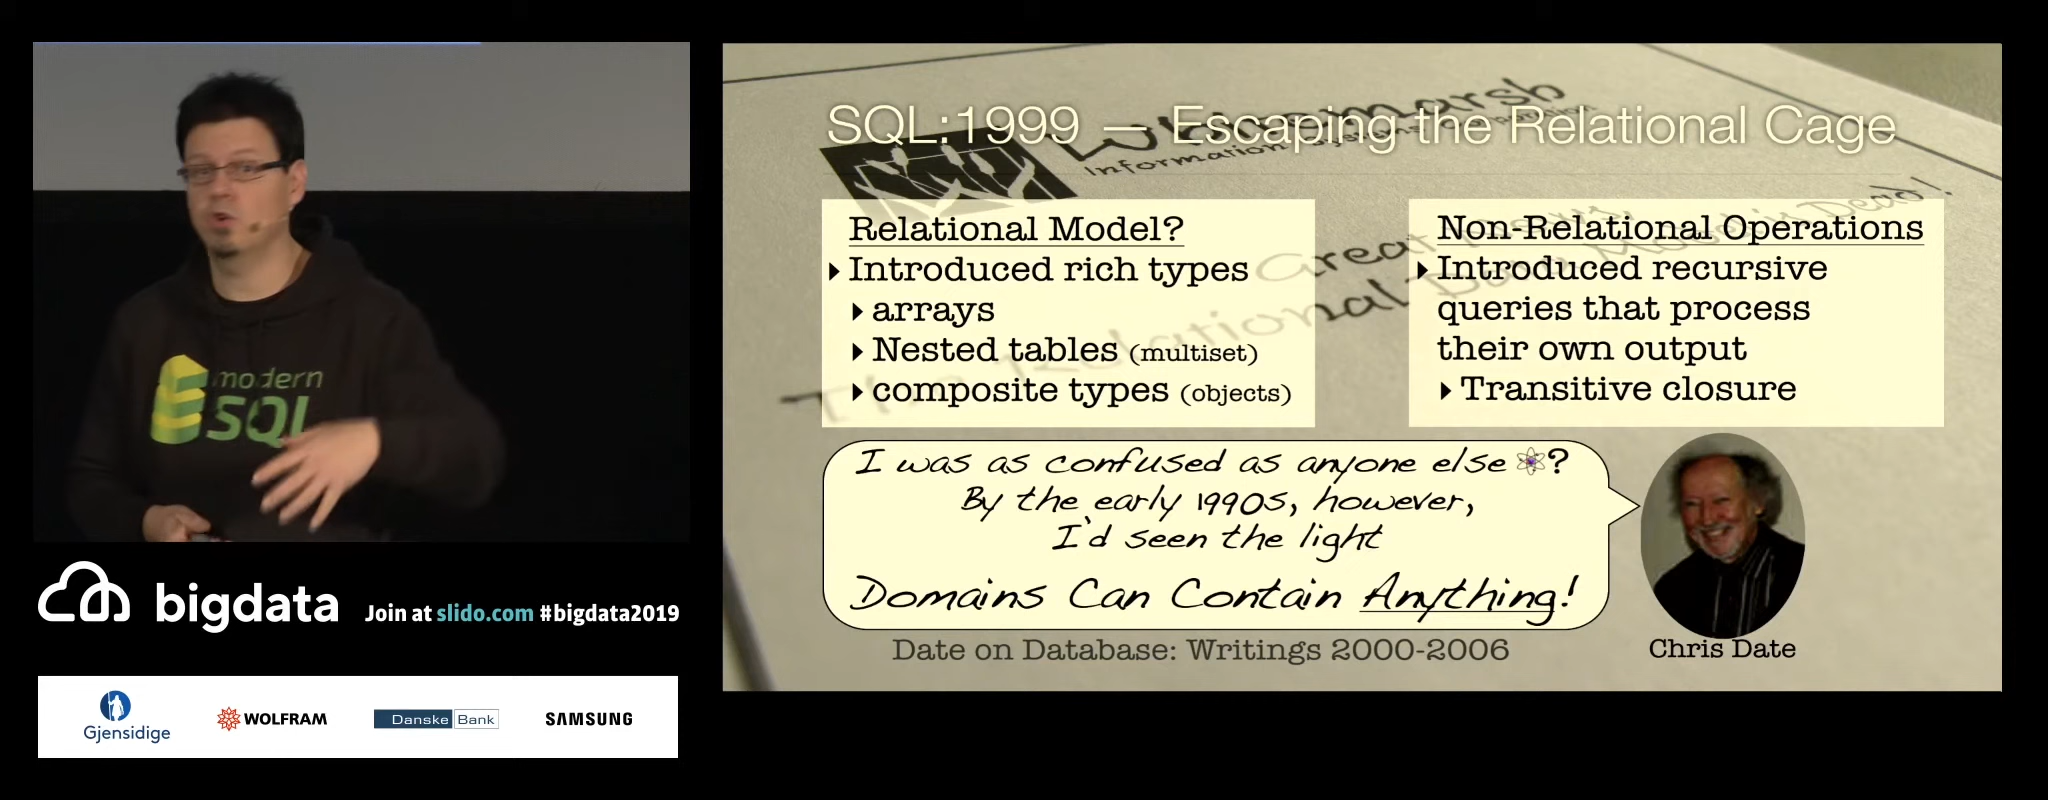 modern
SQL
bigdata
Join at slido.com #bigdata2019
Gjensidige
WOLFRAM
Danske Bank
SAMSUNG
SQL:1999 — Escaping the Relational Cage
Information
Relational Model?
Introduced rich types
arrays
Nested tables (multiset)
composite types (objects)
Non-Relational Operations
Introduced recursive
queries that process
their own output
Transitive closure
I was as confused as anyone else ⚛?
By the early 1990s, however,
I'd seen the light
Domains Can Contain Anything!
Date on Database: Writings 2000-2006
Chris Date